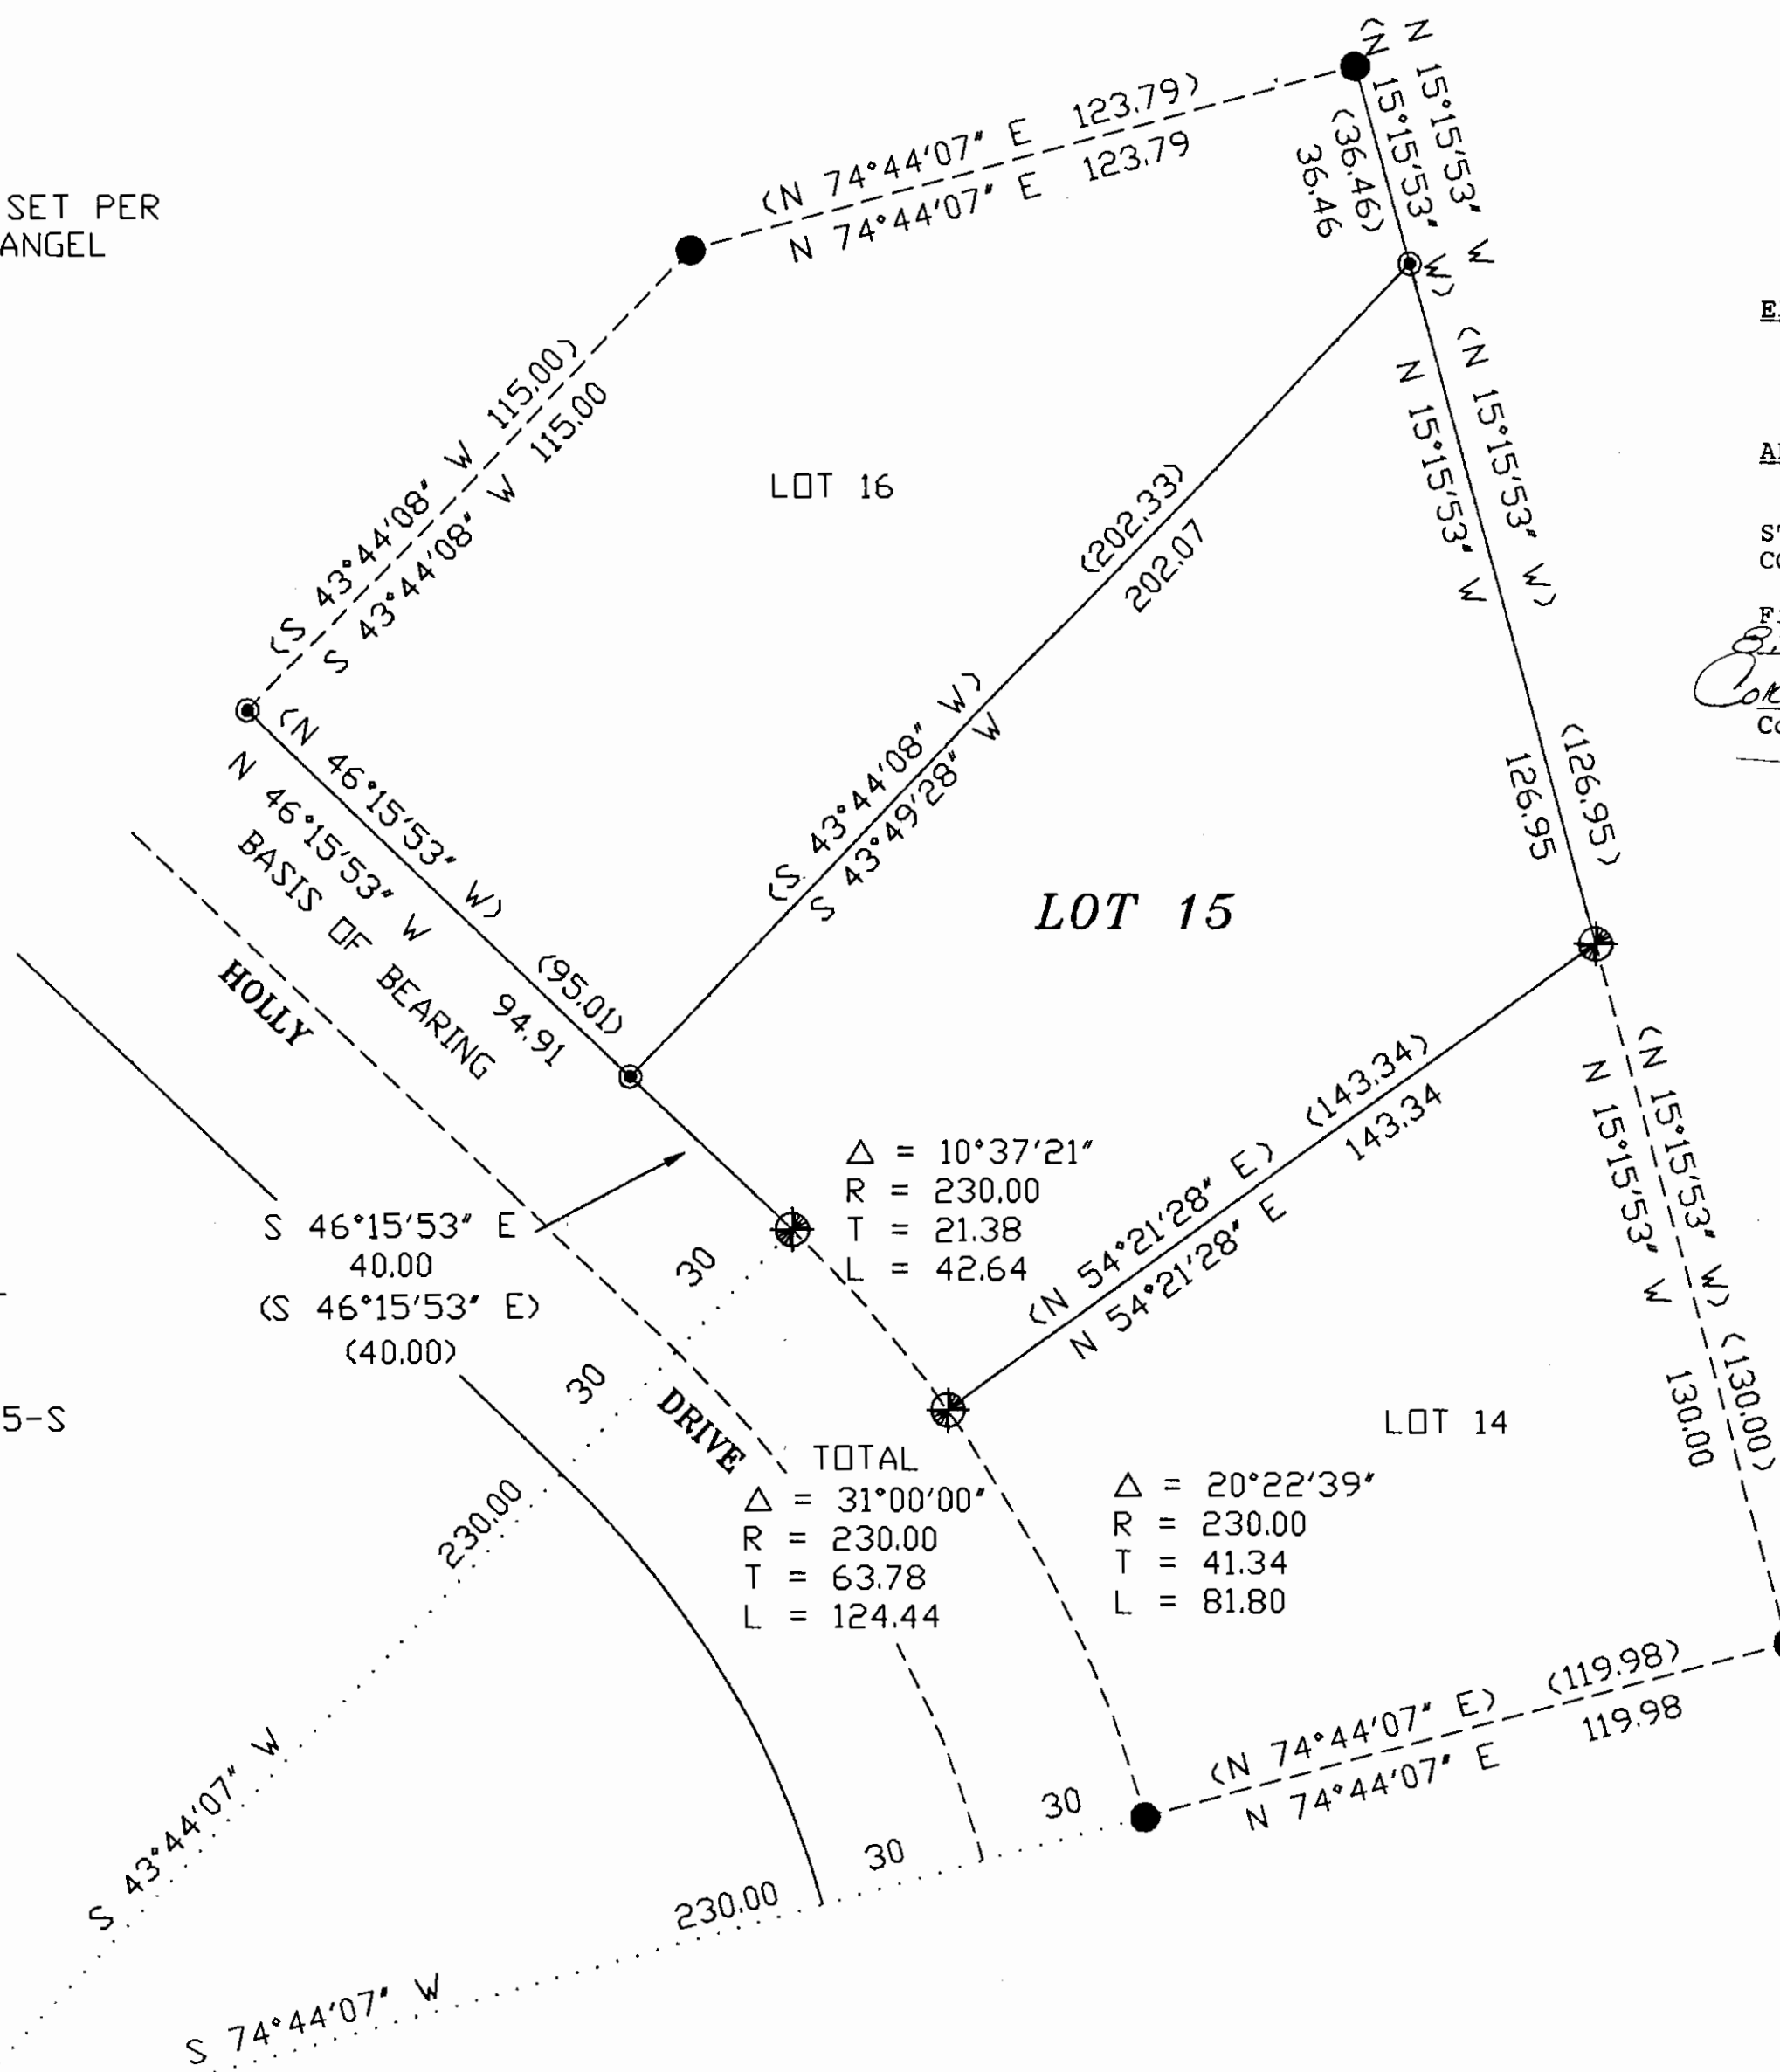 SET PER
ANGEL
(N 74°44'07" E 123.79)
N 74°44'07" E 123.79
(N 15°15'53" W)
N 15°15'53" W
(36.46)
36.46
(S 43°44'08" W 115.00)
S 43°44'08" W 115.00
LOT 16
(202.33)
202.07
(S 43°44'08" W)
S 43°49'28" W
(N 15°15'53" W)
N 15°15'53" W
(126.95)
126.95
(N 46°15'53" W) (95.01)
N 46°15'53" W 94.91
BASIS OF BEARING
HOLLY
LOT 15
S 46°15'53" E
40.00
(S 46°15'53" E)
(40.00)
Δ = 10°37'21"
R = 230.00
T = 21.38
L = 42.64
(N 54°21'28" E) (143.34)
N 54°21'28" E 143.34
(N 15°15'53" W) (130.00)
N 15°15'53" W 130.00
30
30
5-S
DRIVE
LOT 14
230.00
TOTAL
Δ = 31°00'00"
R = 230.00
T = 63.78
L = 124.44
Δ = 20°22'39"
R = 230.00
T = 41.34
L = 81.80
(N 74°44'07" E) (119.98)
N 74°44'07" E 119.98
S 43°44'07" W
30
30
230.00
S 74°44'07" W